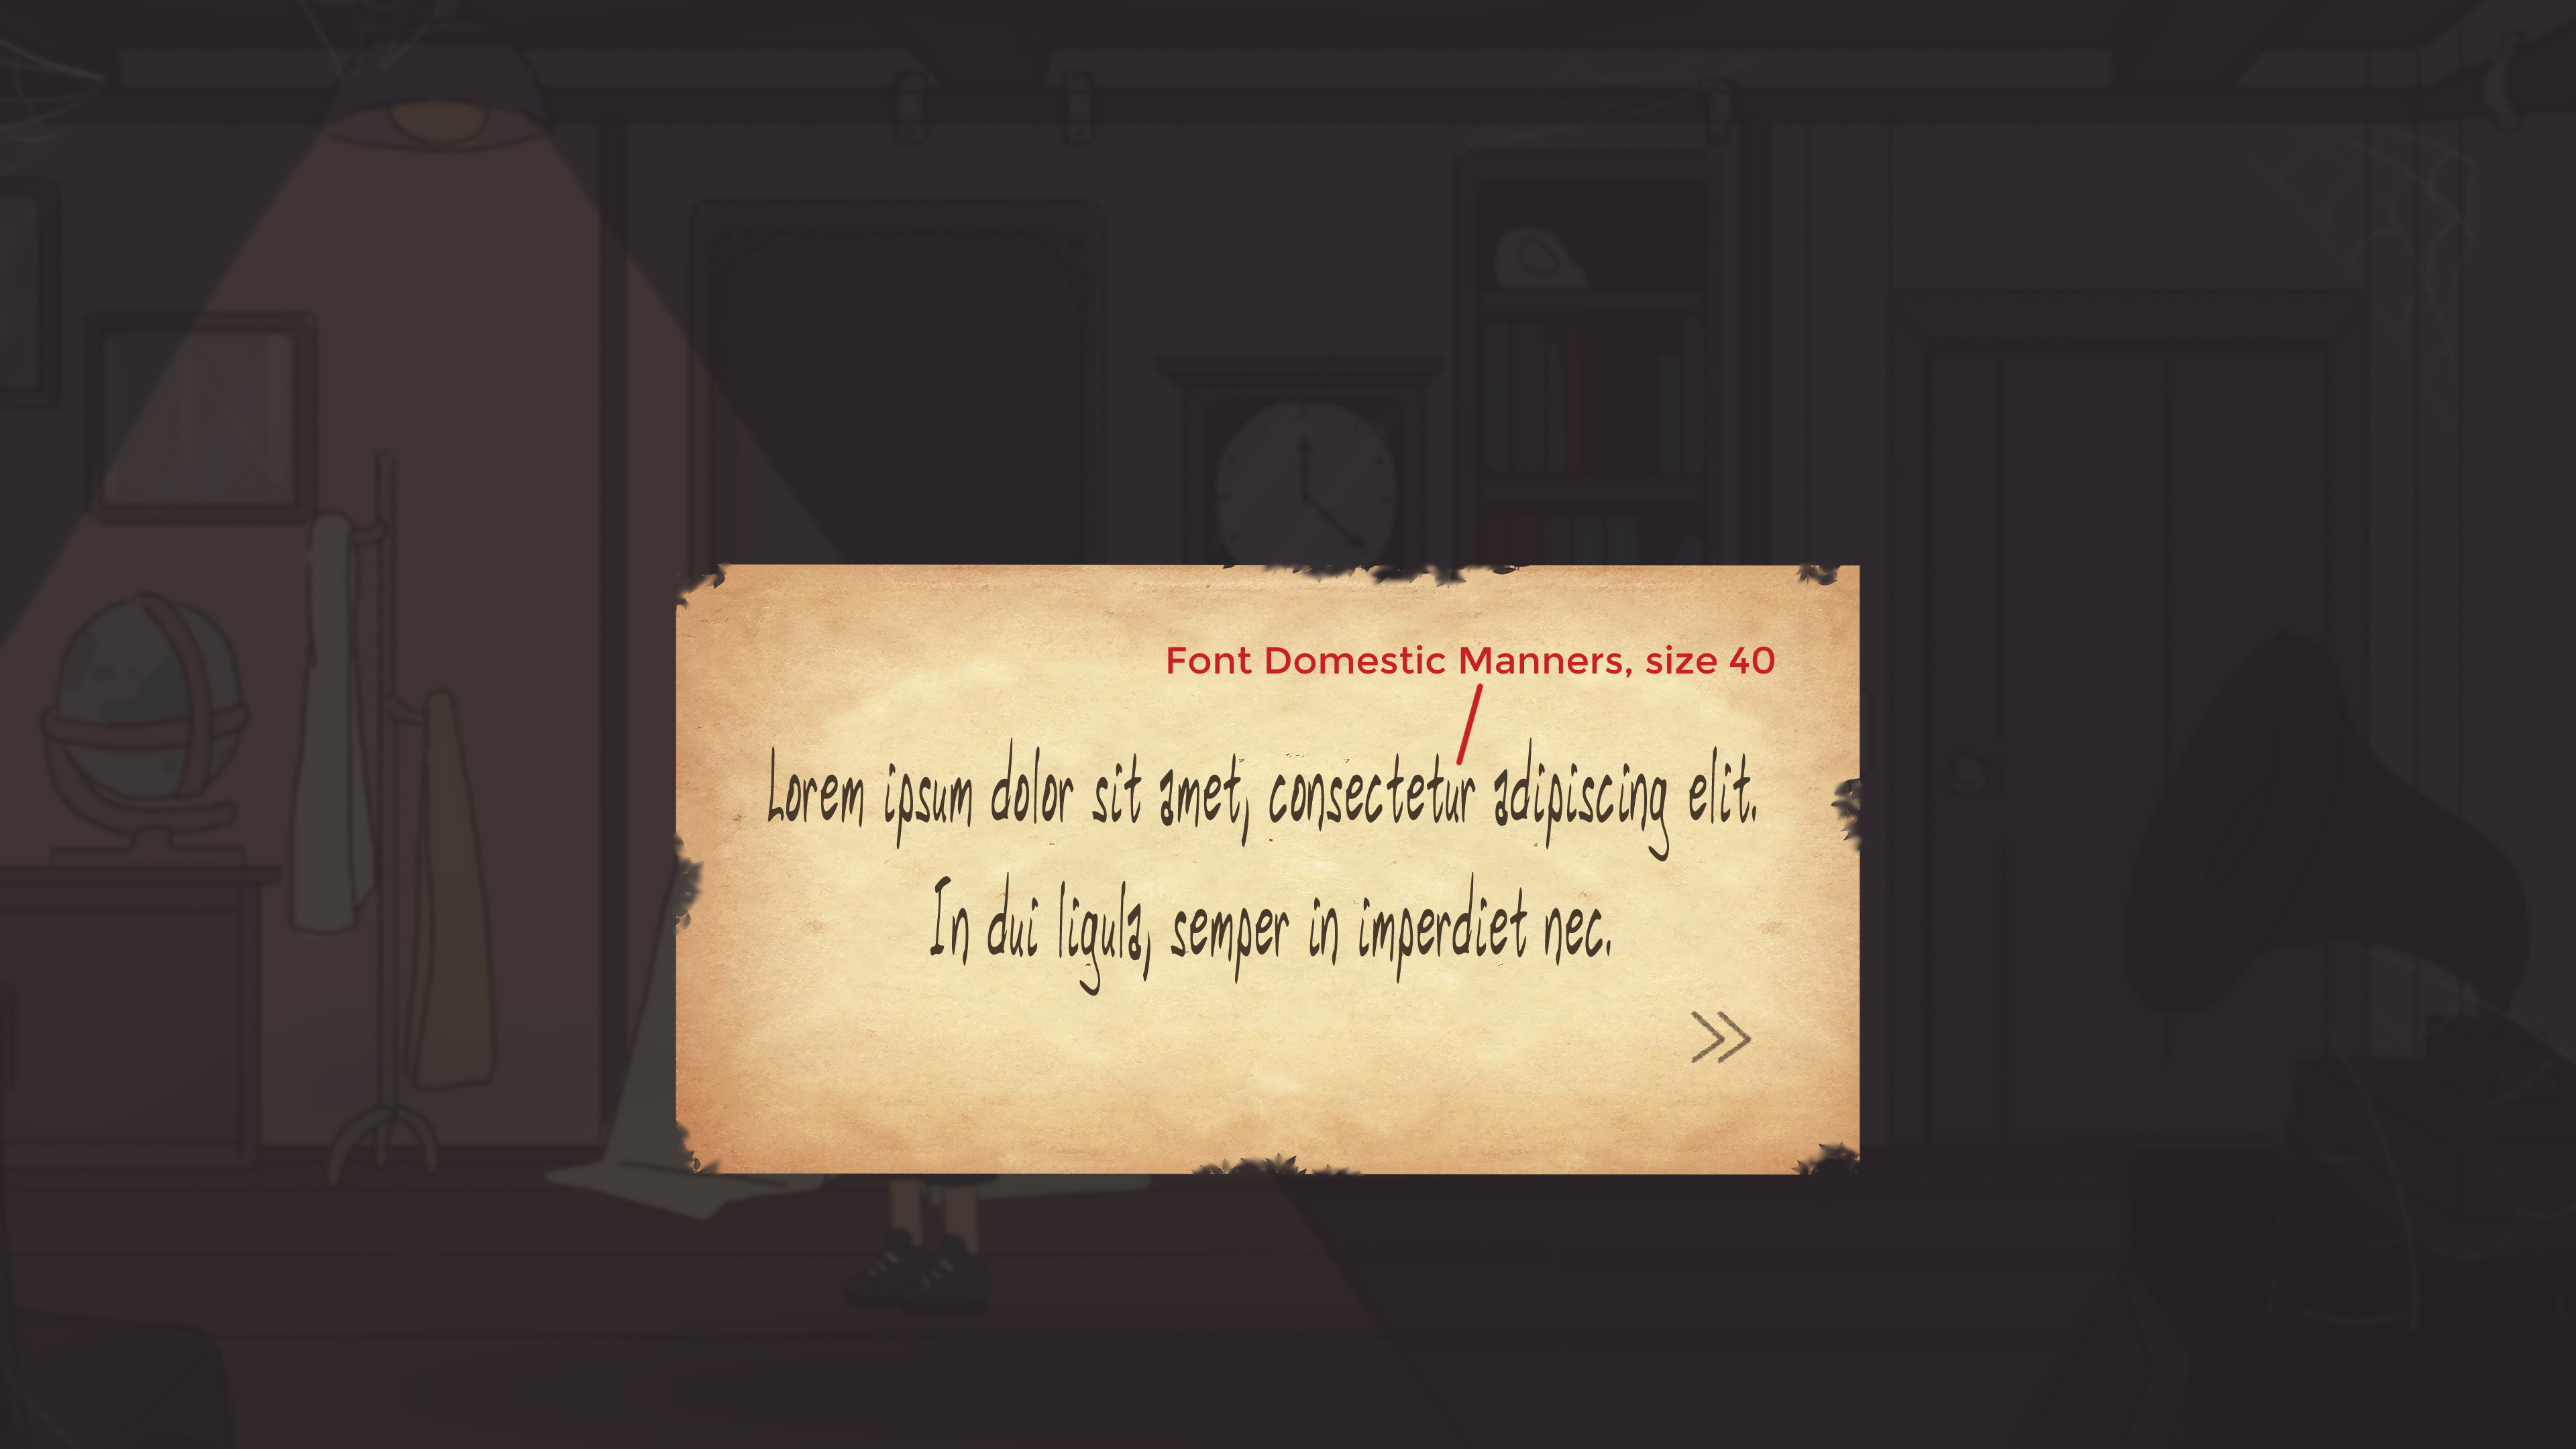 Font Domestic Manners, size 40
Lorem ipsum dolor sit amet, consectetur adipiscing elit.
In dui ligula, semper in imperdiet nec.